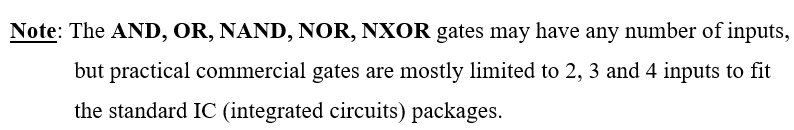 Note: The AND, OR, NAND, NOR, NXOR gates may have any number of inputs,
but practical commercial gates are mostly limited to 2, 3 and 4 inputs to fit
the standard IC (integrated circuits) packages.